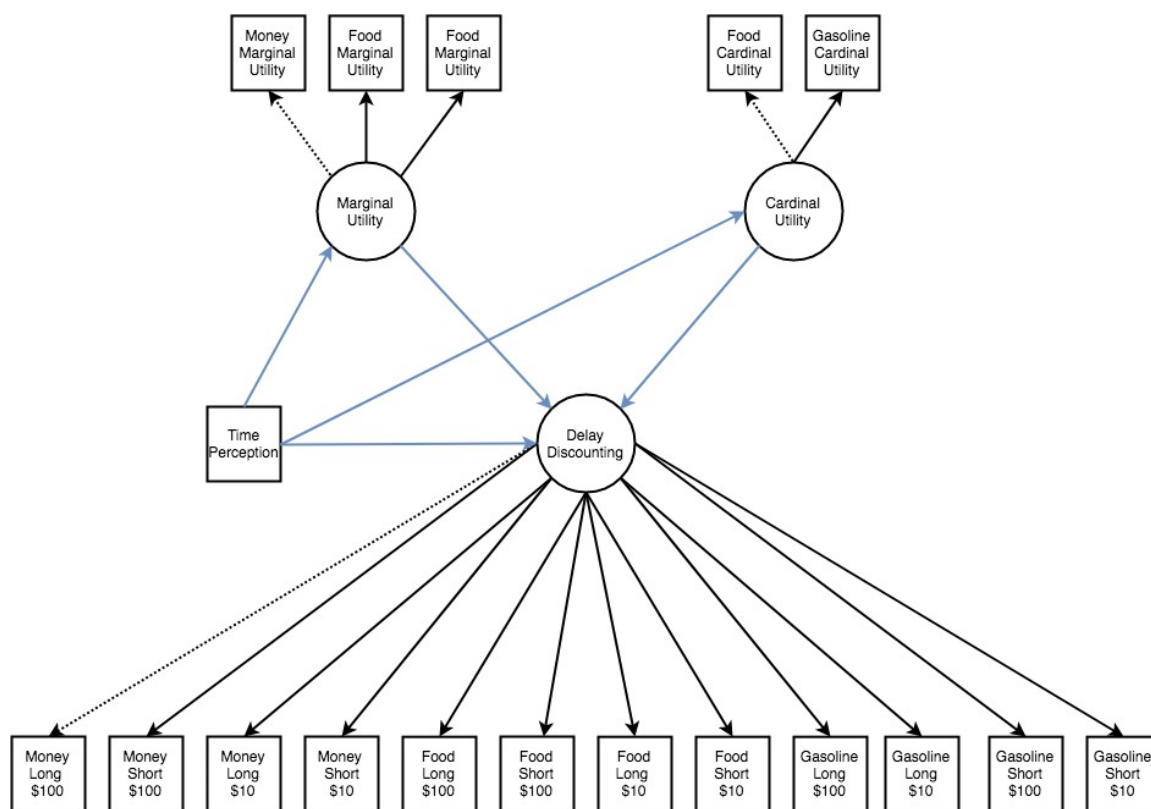 Money
Marginal
Utility
Food
Marginal
Utility
Food
Marginal
Utility
Food
Cardinal
Utility
Gasoline
Cardinal
Utility
Marginal
Utility
Cardinal
Utility
Time
Perception
Delay
Discounting
Money
Long
$100
Money
Short
$100
Money
Long
$10
Money
Short
$10
Food
Long
$100
Food
Short
$100
Food
Long
$10
Food
Short
$10
Gasoline
Long
$100
Gasoline
Long
$10
Gasoline
Short
$100
Gasoline
Short
$10